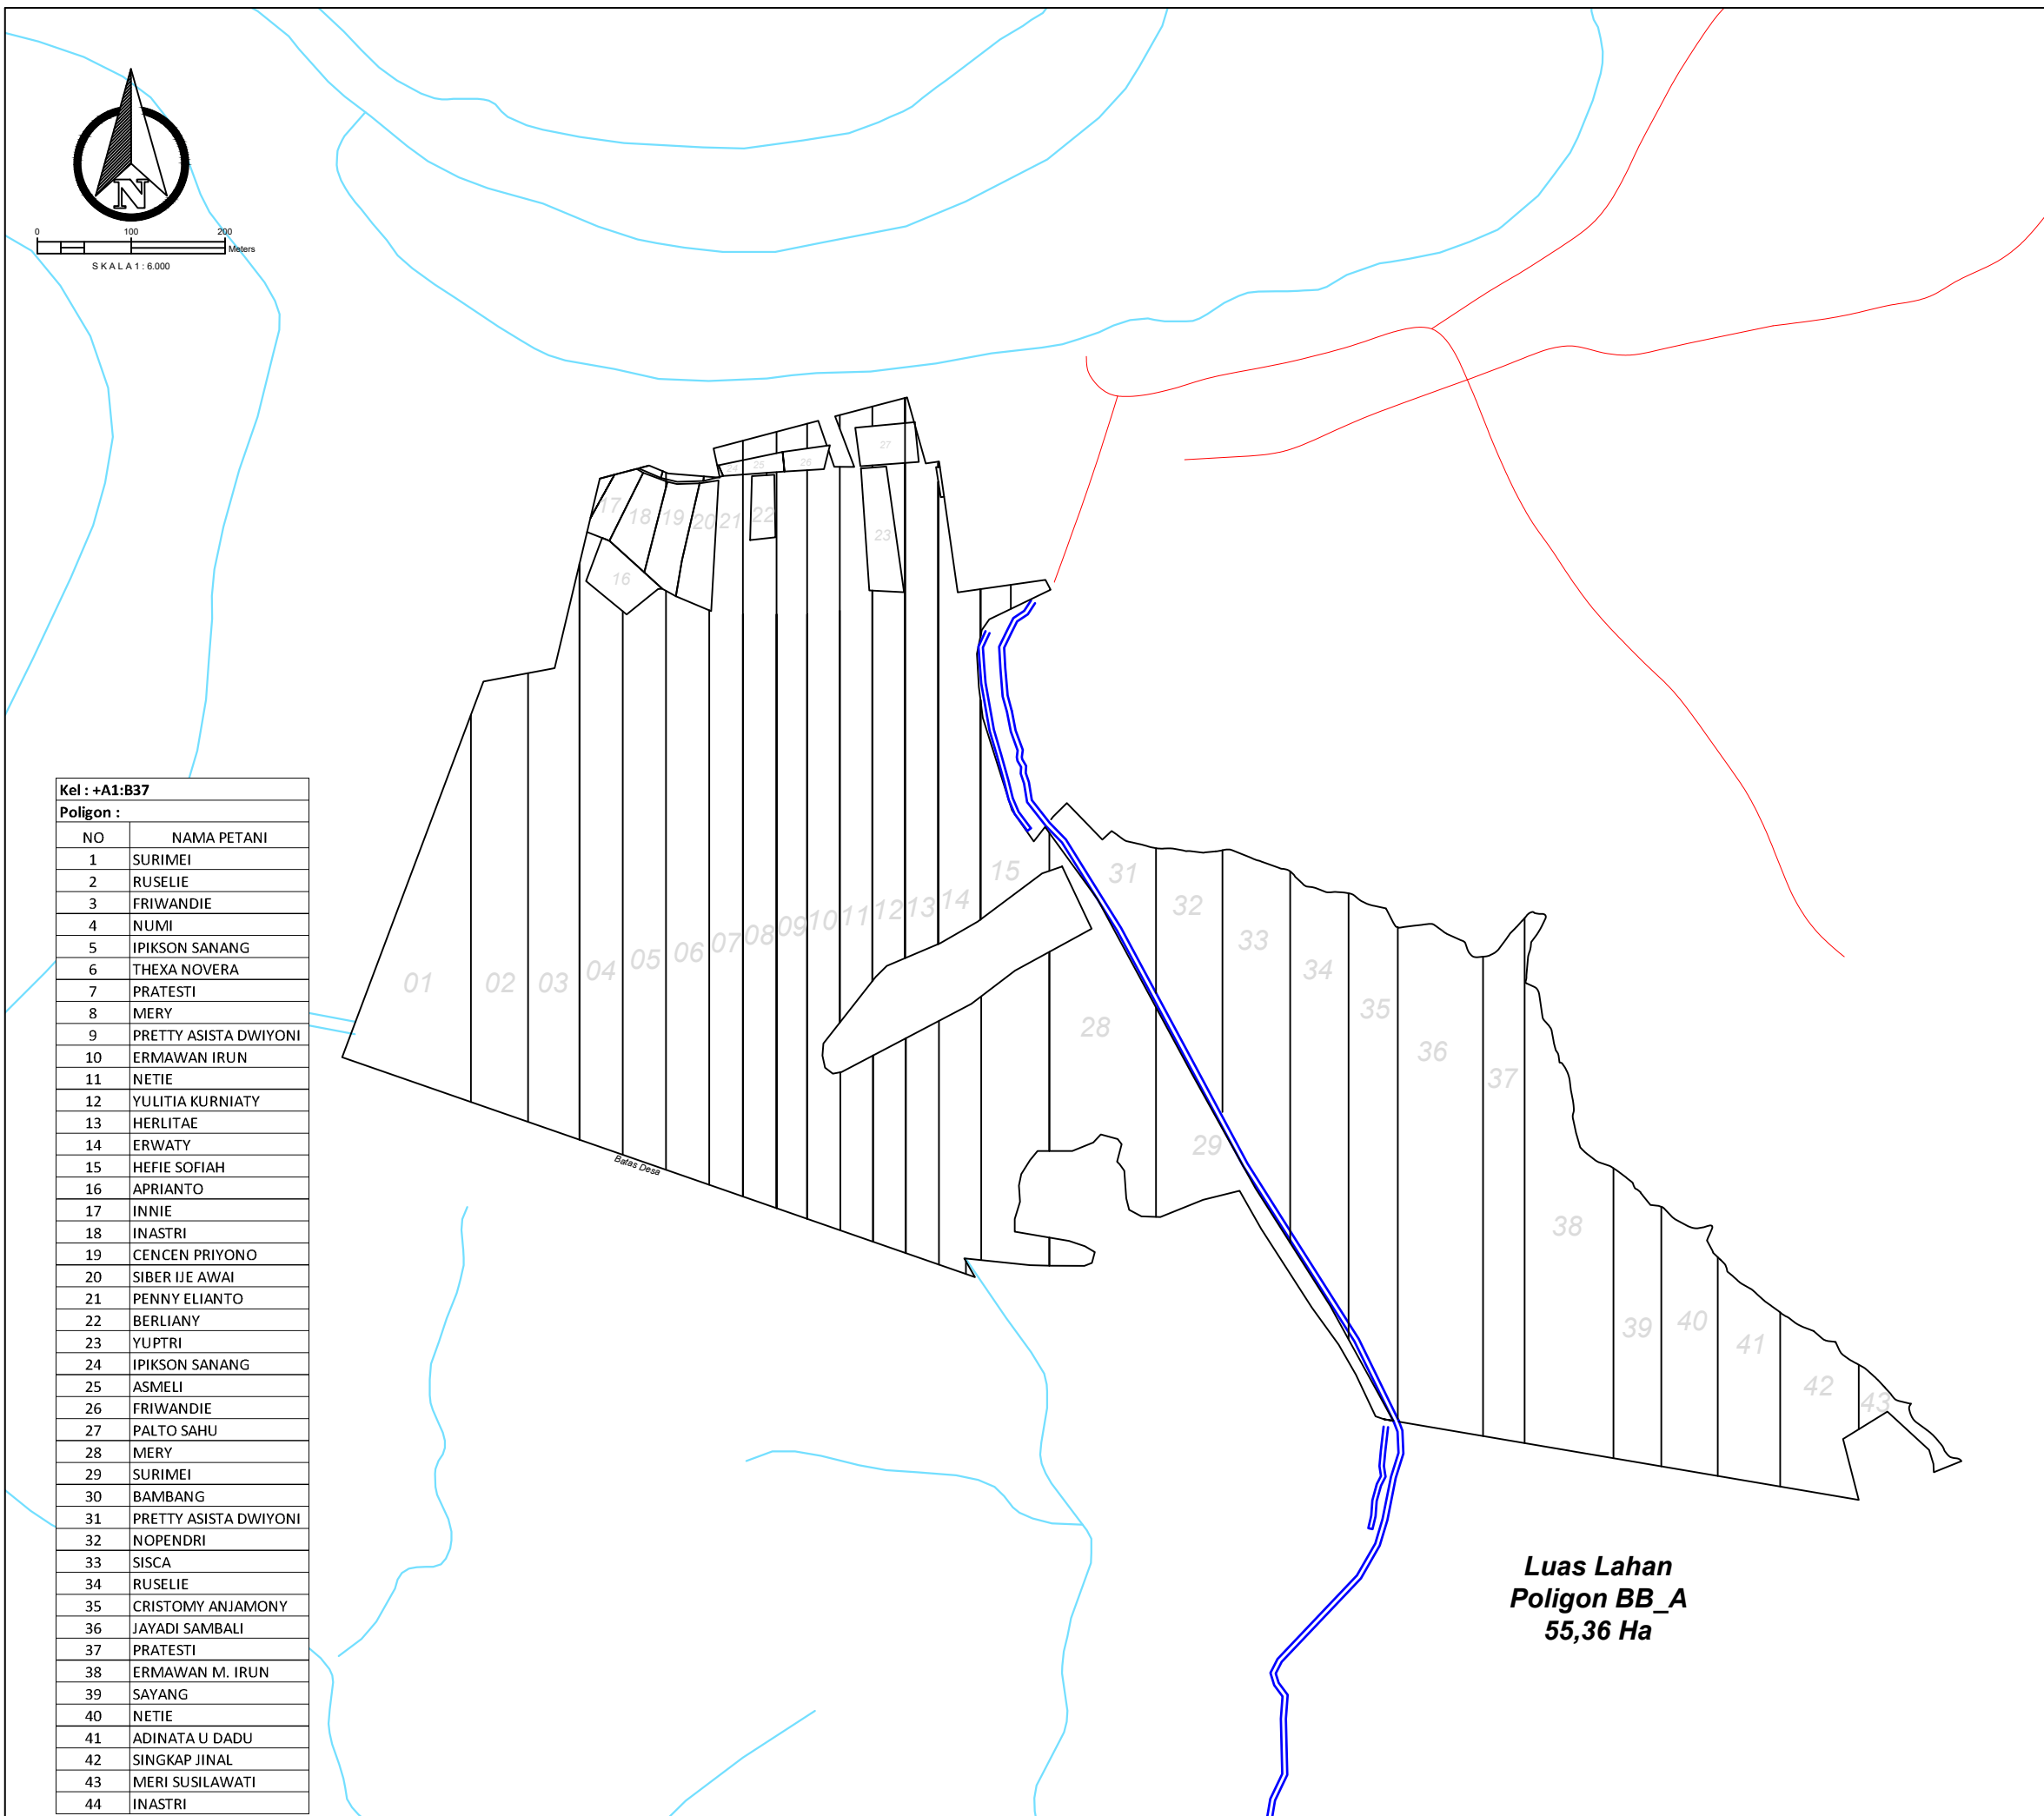 N
0 100 200
Meters
S K A L A 1 : 6.000
Kel : +A1:B37
Poligon :
NO NAMA PETANI
1 SURIMEI
2 RUSELIE
3 FRIWANDIE
4 NUMI
5 IPIKSON SANANG
6 THEXA NOVERA
7 PRATESTI
8 MERY
9 PRETTY ASISTA DWIYONI
10 ERMAWAN IRUN
11 NETIE
12 YULITIA KURNIATY
13 HERLITAE
14 ERWATY
15 HEFIE SOFIAH
16 APRIANTO
17 INNIE
18 INASTRI
19 CENCEN PRIYONO
20 SIBER IJE AWAI
21 PENNY ELIANTO
22 BERLIANY
23 YUPTRI
24 IPIKSON SANANG
25 ASMELI
26 FRIWANDIE
27 PALTO SAHU
28 MERY
29 SURIMEI
30 BAMBANG
31 PRETTY ASISTA DWIYONI
32 NOPENDRI
33 SISCA
34 RUSELIE
35 CRISTOMY ANJAMONY
36 JAYADI SAMBALI
37 PRATESTI
38 ERMAWAN M. IRUN
39 SAYANG
40 NETIE
41 ADINATA U DADU
42 SINGKAP JINAL
43 MERI SUSILAWATI
44 INASTRI
27
24 25 26
17 18 19 20 21 22 23
16
01 02 03 04 05 06 07 08 09 10 11 12 13 14 15
28
29
31
32
33
34
35
36
37
38
39
40
41
42
43
Batas Desa
Luas Lahan
Poligon BB_A
55,36 Ha